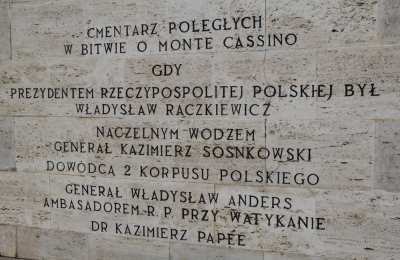 CMENTARZ POLEGŁYCH
W BITWIE O MONTE CASSINO
GDY
PREZYDENTEM RZECZYPOSPOLITEJ POLSKIEJ BYŁ
WŁADYSŁAW RACZKIEWICZ
NACZELNYM WODZEM
GENERAŁ KAZIMIERZ SOSNKOWSKI
DOWÓDCA 2 KORPUSU POLSKIEGO
GENERAŁ WŁADYSŁAW ANDERS
AMBASADOREM R. P. PRZY WATYKANIE
DR KAZIMIERZ PAPÉE